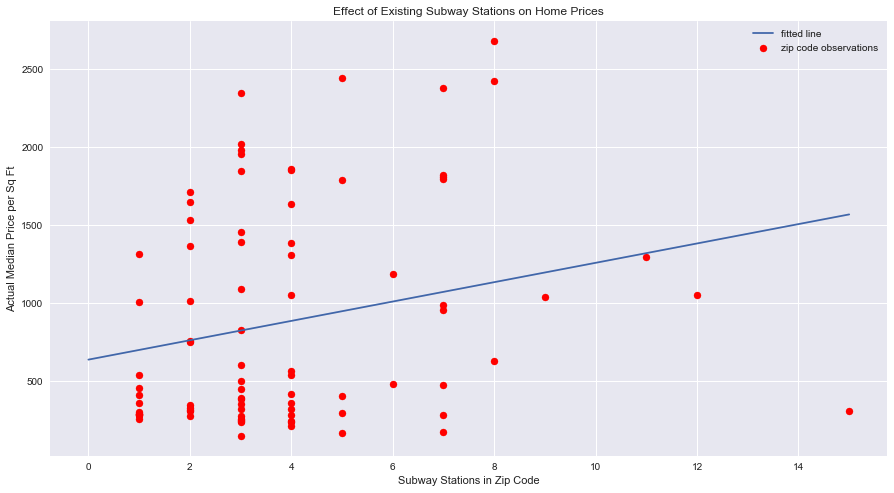 Effect of Existing Subway Stations on Home Prices
fitted line
zip code observations
Actual Median Price per Sq Ft
2500
2000
1500
1000
500
0 2 4 6 8 10 12 14
Subway Stations in Zip Code